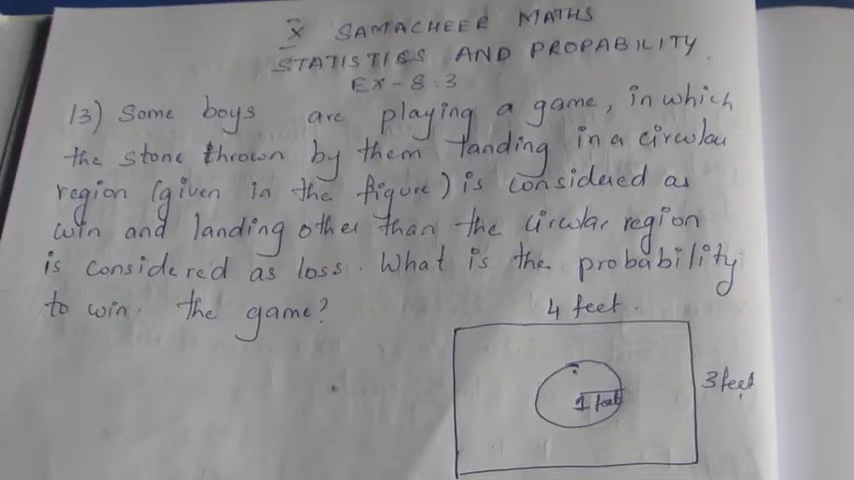 X SAMACHEER MATHS
STATISTICS AND PROPABILITY
EX-8.3
13) Some boys are playing a game, in which
the stone thrown by them landing in a circular
region (given in the figure) is considered as
win and landing other than the circular region
is considered as loss. What is the probability
to win the game?
4 feet.
3 feet
1 feet